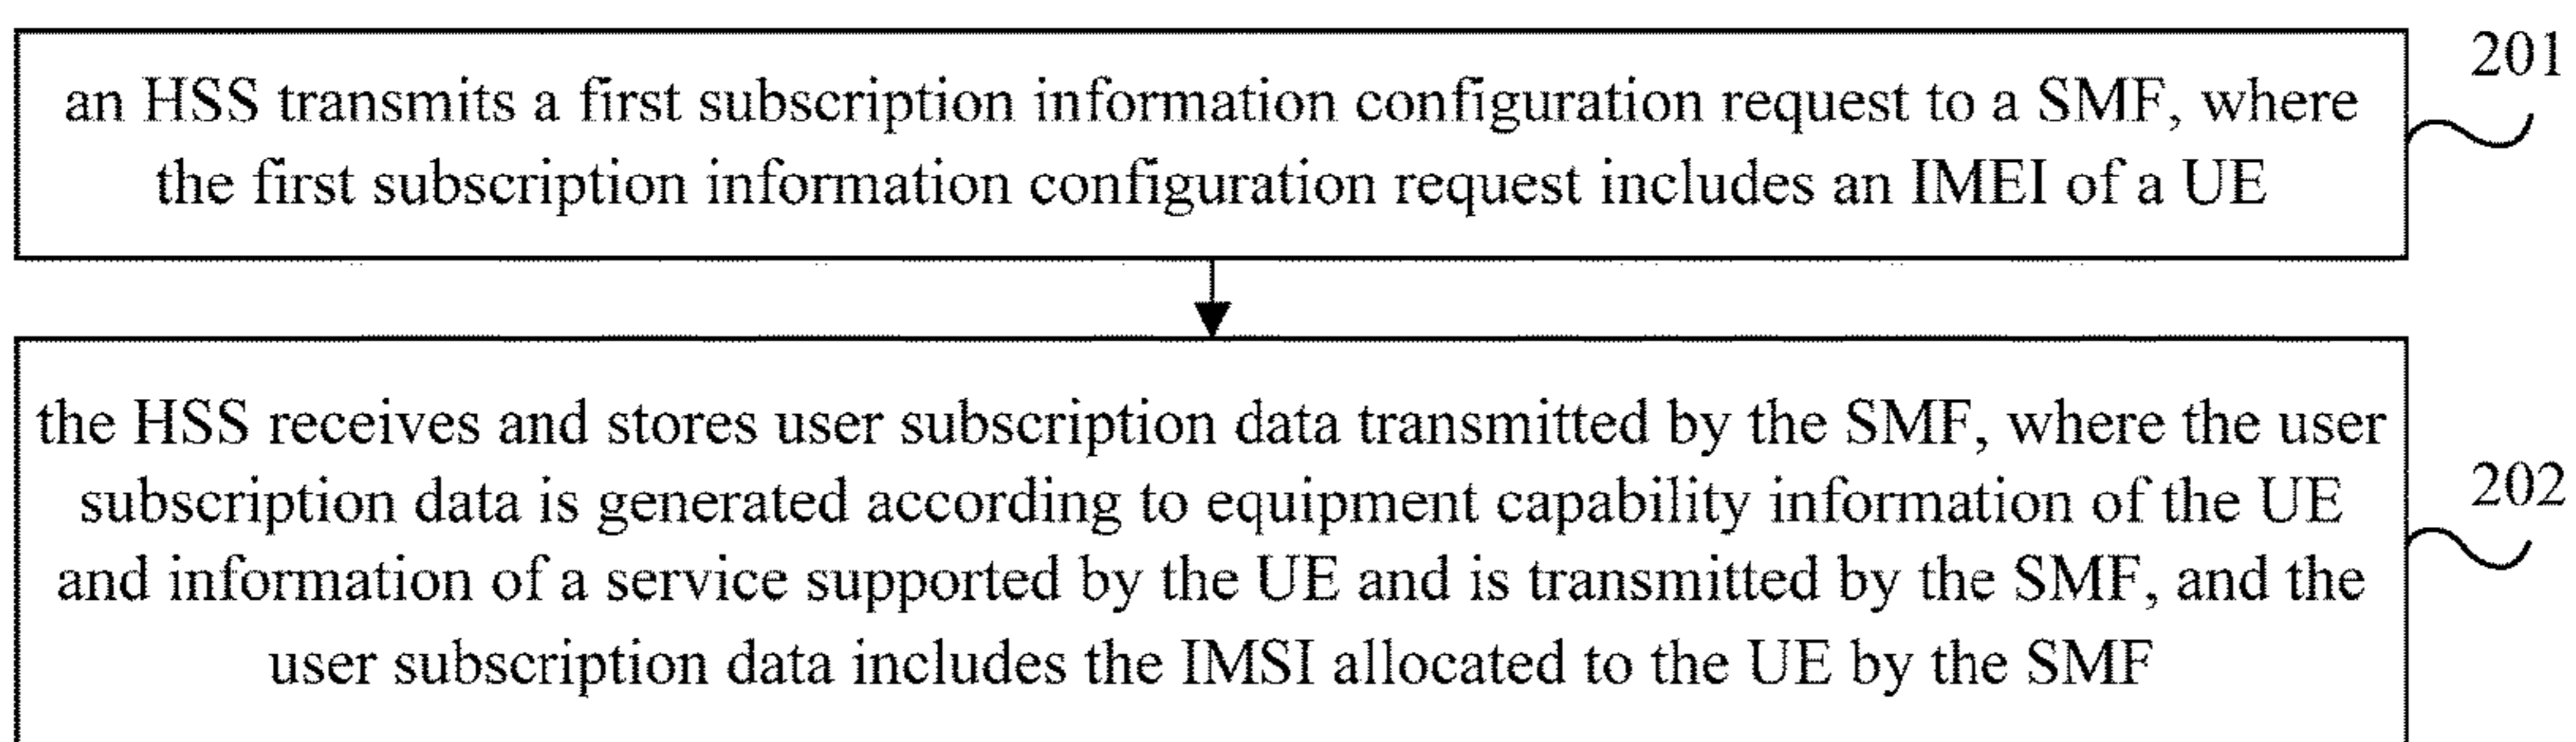 an HSS transmits a first subscription information configuration request to a SMF, where
the first subscription information configuration request includes an IMEI of a UE
201
the HSS receives and stores user subscription data transmitted by the SMF, where the user
subscription data is generated according to equipment capability information of the UE
and information of a service supported by the UE and is transmitted by the SMF, and the
user subscription data includes the IMSI allocated to the UE by the SMF
202